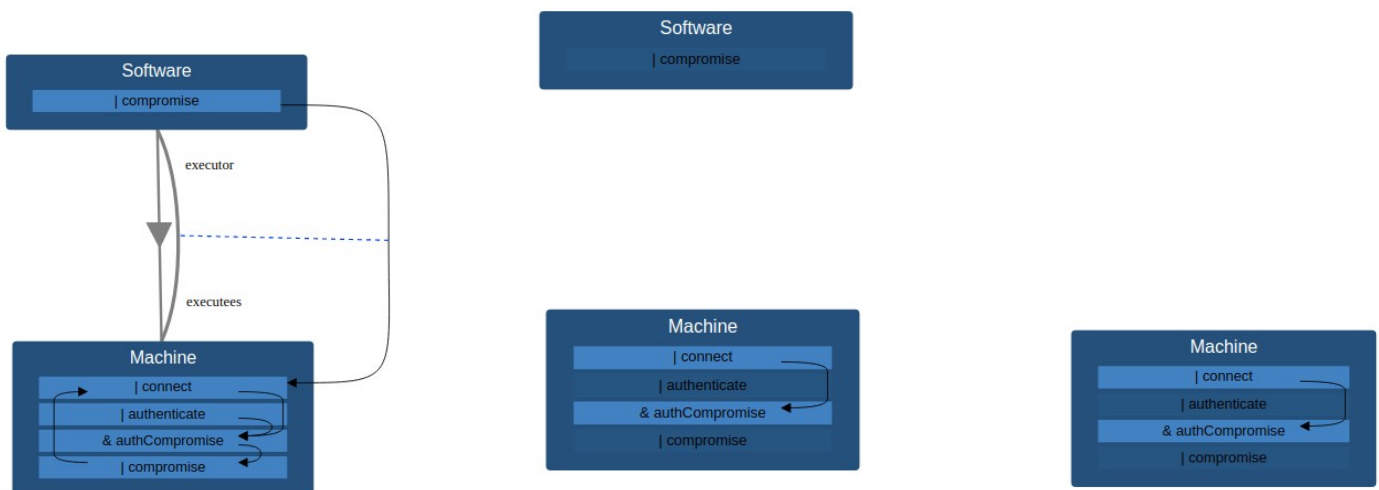 Software
| compromise
executor
executees
Machine
| connect
| authenticate
& authCompromise
| compromise
Software
| compromise
Machine
| connect
| authenticate
& authCompromise
| compromise
Machine
| connect
| authenticate
& authCompromise
| compromise